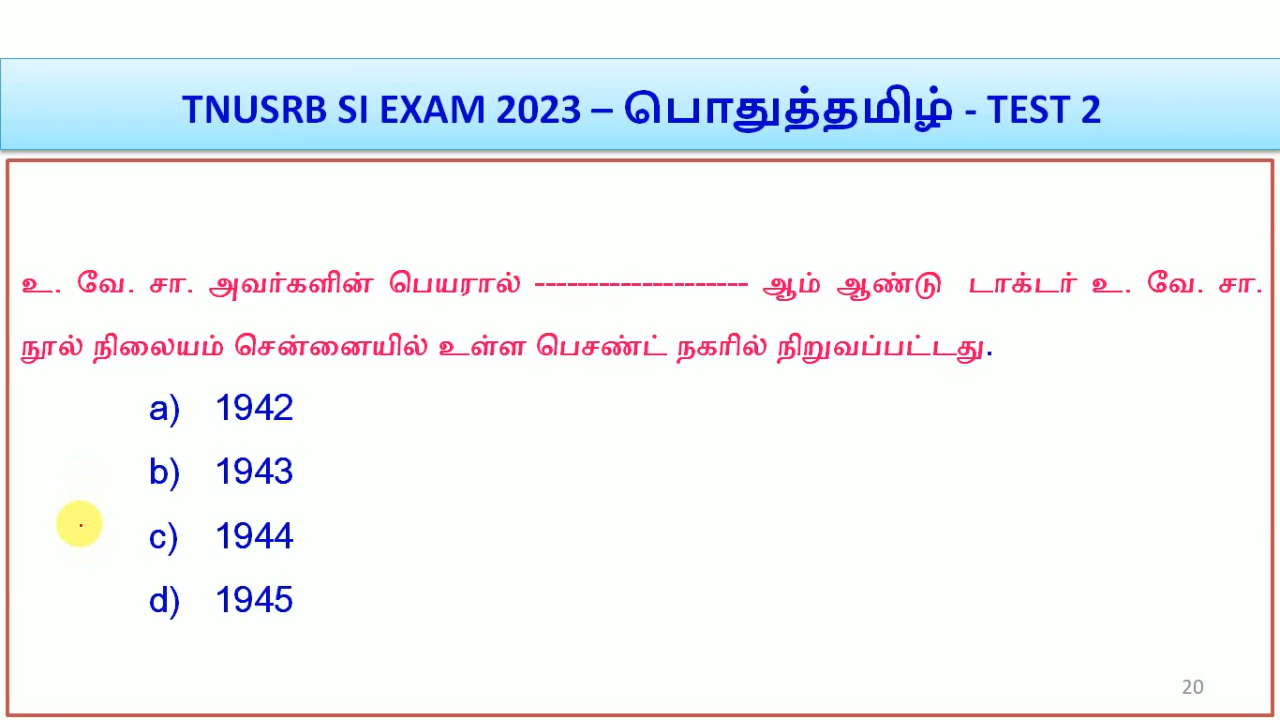 TNUSRB SI EXAM 2023 – பொதுத்தமிழ் - TEST 2
உ. வே. சா. அவர்களின் பெயரால் --------------------- ஆம் ஆண்டு டாக்டர் உ. வே. சா.
நூல் நிலையம் சென்னையில் உள்ள பெசண்ட் நகரில் நிறுவப்பட்டது.
a) 1942
b) 1943
c) 1944
d) 1945
20